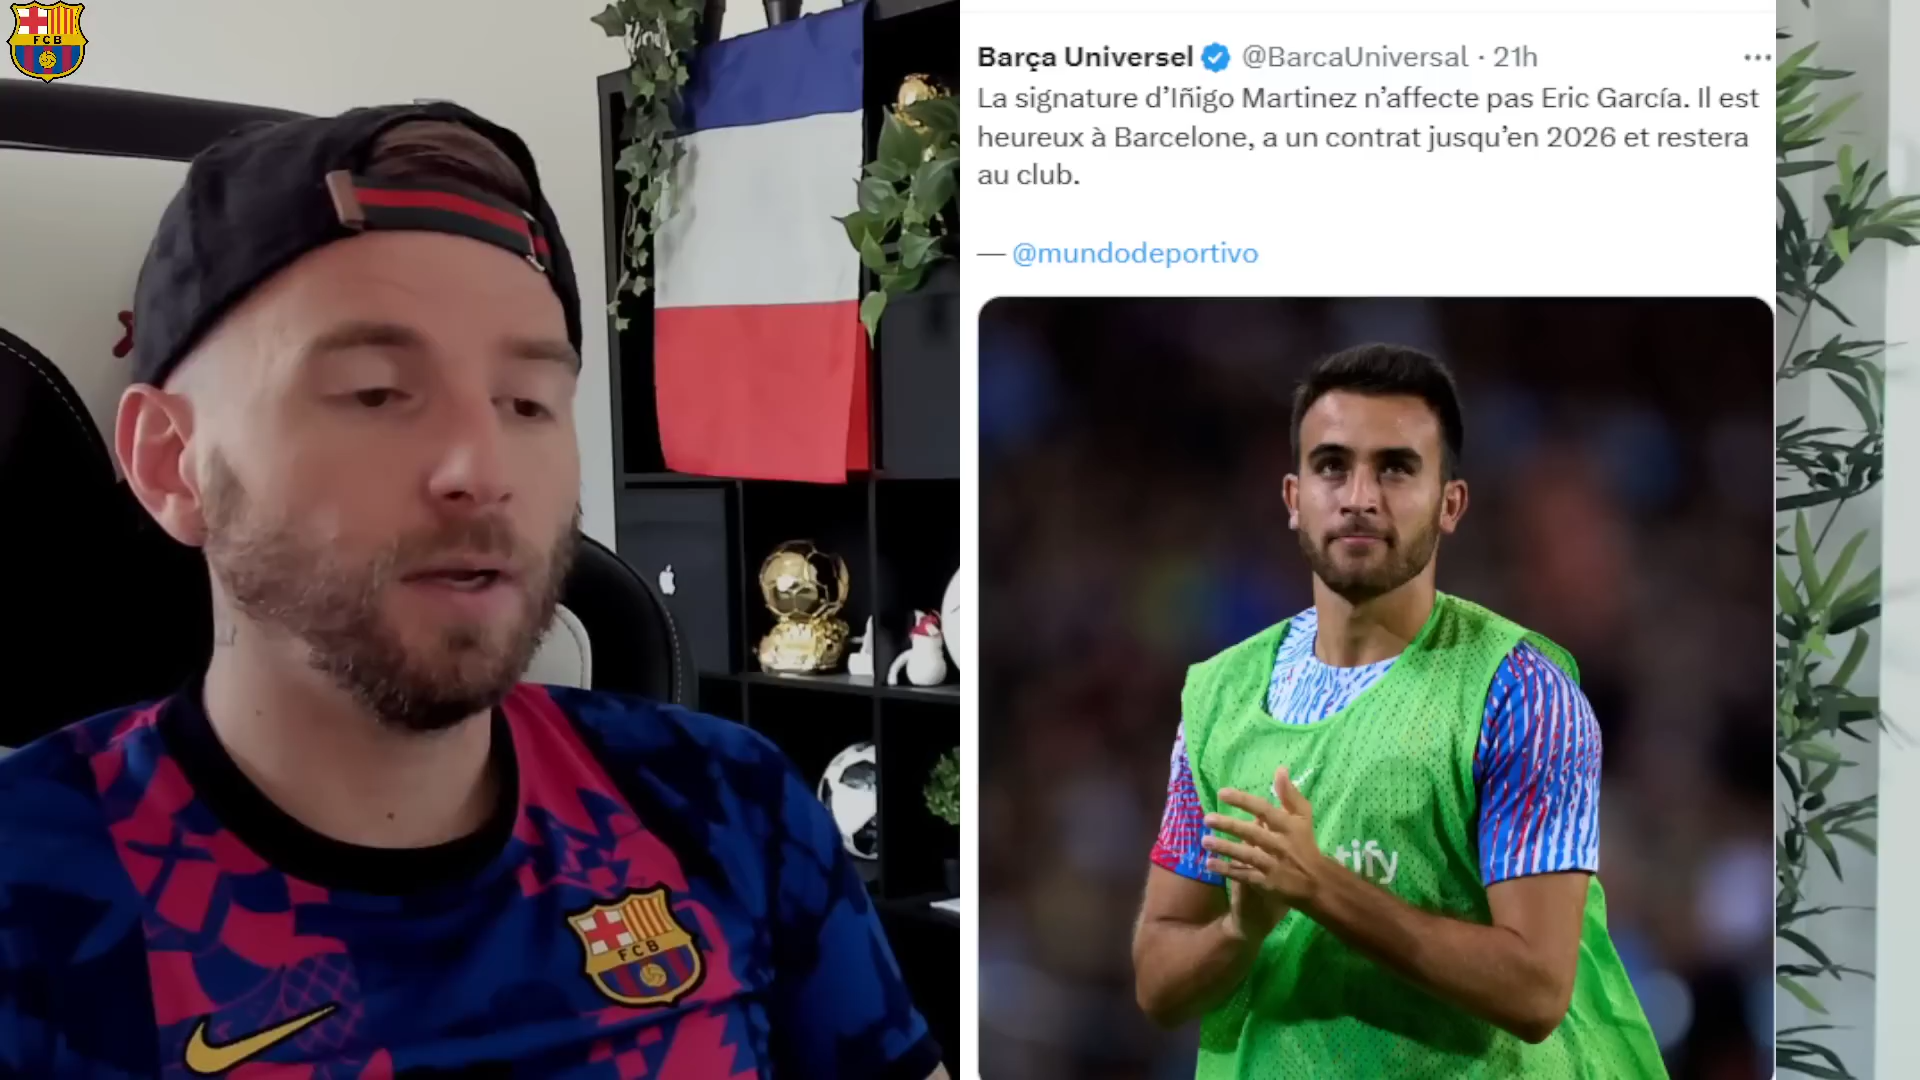 FCB
Barça Universel @BarcaUniversal · 21h
La signature d’Iñigo Martinez n’affecte pas Eric García. Il est
heureux à Barcelone, a un contrat jusqu’en 2026 et restera
au club.
— @mundodeportivo
tify
FCB